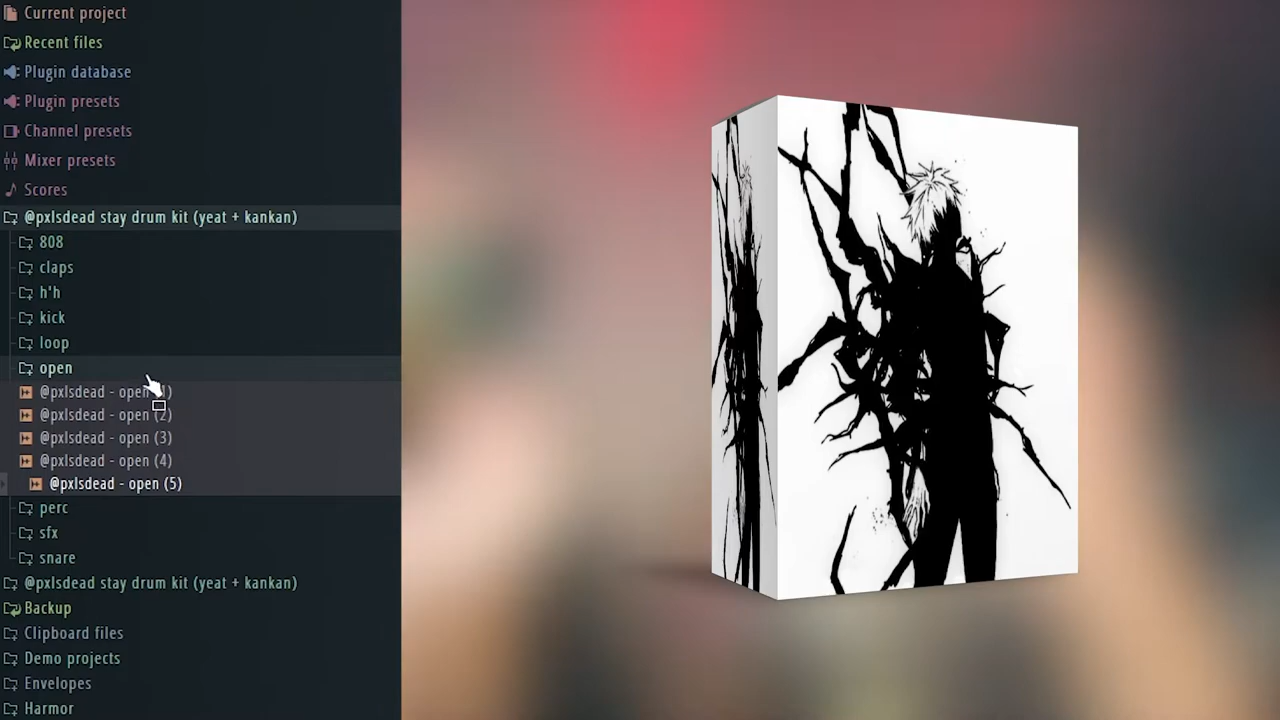 Current project
Recent files
Plugin database
Plugin presets
Channel presets
Mixer presets
Scores
@pxlsdead stay drum kit (yeat + kankan)
808
claps
h'h
kick
loop
open
@pxlsdead - open (1)
@pxlsdead - open (2)
@pxlsdead - open (3)
@pxlsdead - open (4)
@pxlsdead - open (5)
perc
sfx
snare
@pxlsdead stay drum kit (yeat + kankan)
Backup
Clipboard files
Demo projects
Envelopes
Harmor